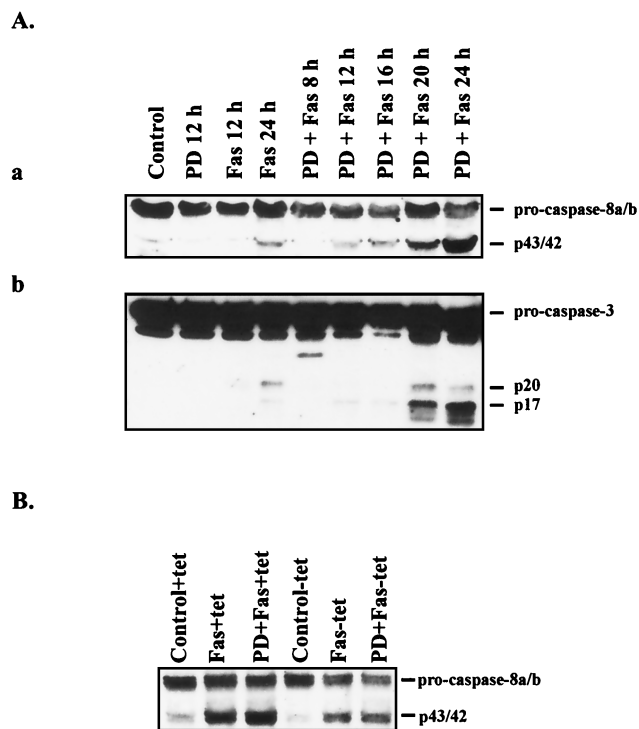 A.
Control
PD 12 h
Fas 12 h
Fas 24 h
PD + Fas 8 h
PD + Fas 12 h
PD + Fas 16 h
PD + Fas 20 h
PD + Fas 24 h
a
pro-caspase-8a/b
p43/42
b
pro-caspase-3
p20
p17
B.
Control+tet
Fas+tet
PD+Fas+tet
Control-tet
Fas-tet
PD+Fas-tet
pro-caspase-8a/b
p43/42